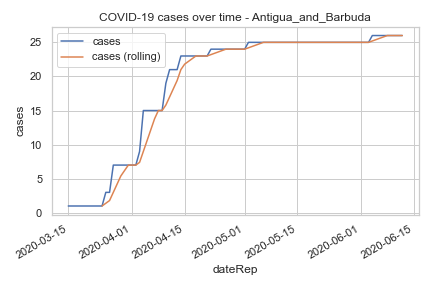 COVID-19 cases over time - Antigua_and_Barbuda
cases
cases (rolling)
25
20
15
10
5
0
cases
2020-03-15
2020-04-01
2020-04-15
2020-05-01
2020-05-15
2020-06-01
2020-06-15
dateRep